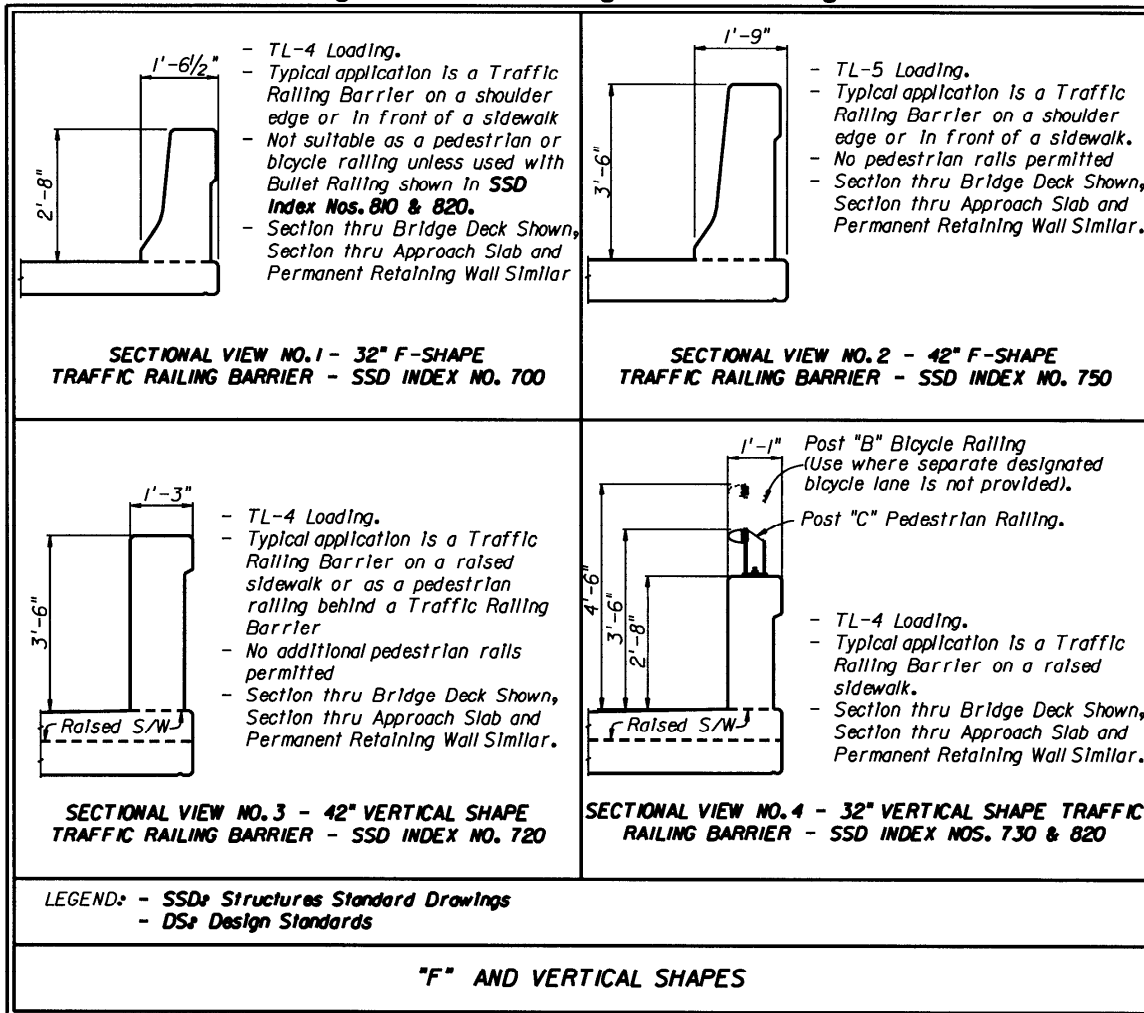 1'-6 1/2"
2'-8"
- TL-4 Loading.
- Typical application is a Traffic
Railing Barrier on a shoulder
edge or in front of a sidewalk
- Not suitable as a pedestrian or
bicycle railing unless used with
Bullet Railing shown in SSD
Index Nos. 810 & 820.
- Section thru Bridge Deck Shown,
Section thru Approach Slab and
Permanent Retaining Wall Similar
SECTIONAL VIEW NO. 1 - 32" F-SHAPE
TRAFFIC RAILING BARRIER - SSD INDEX NO. 700
1'-9"
3'-6"
- TL-5 Loading.
- Typical application is a Traffic
Railing Barrier on a shoulder
edge or in front of a sidewalk.
- No pedestrian rails permitted
- Section thru Bridge Deck Shown,
Section thru Approach Slab and
Permanent Retaining Wall Similar.
SECTIONAL VIEW NO. 2 - 42" F-SHAPE
TRAFFIC RAILING BARRIER - SSD INDEX NO. 750
1'-3"
3'-6"
Raised S/W
- TL-4 Loading.
- Typical application is a Traffic
Railing Barrier on a raised
sidewalk or as a pedestrian
railing behind a Traffic Railing
Barrier
- No additional pedestrian rails
permitted
- Section thru Bridge Deck Shown,
Section thru Approach Slab and
Permanent Retaining Wall Similar.
SECTIONAL VIEW NO. 3 - 42" VERTICAL SHAPE
TRAFFIC RAILING BARRIER - SSD INDEX NO. 720
1'-1"
Post "B" Bicycle Railing
(Use where separate designated
bicycle lane is not provided).
Post "C" Pedestrian Railing.
4'-6"
3'-6"
2'-8"
Raised S/W
- TL-4 Loading.
- Typical application is a Traffic
Railing Barrier on a raised
sidewalk.
- Section thru Bridge Deck Shown,
Section thru Approach Slab and
Permanent Retaining Wall Similar.
SECTIONAL VIEW NO. 4 - 32" VERTICAL SHAPE TRAFFIC
RAILING BARRIER - SSD INDEX NOS. 730 & 820
LEGEND: - SSD: Structures Standard Drawings
- DS: Design Standards
"F" AND VERTICAL SHAPES